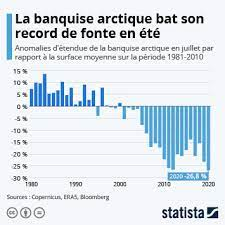 La banquise arctique bat son
record de fonte en été
Anomalies d'étendue de la banquise arctique en juillet par
rapport à la surface moyenne sur la période 1981-2010
15 %
10 %
5 %
0 %
-5 %
-10 %
-15 %
-20 %
-25 %
-30 %
2020 -26,8 %
1980 1990 2000 2010 2020
Sources : Copernicus, ERA5, Bloomberg
cc
statista